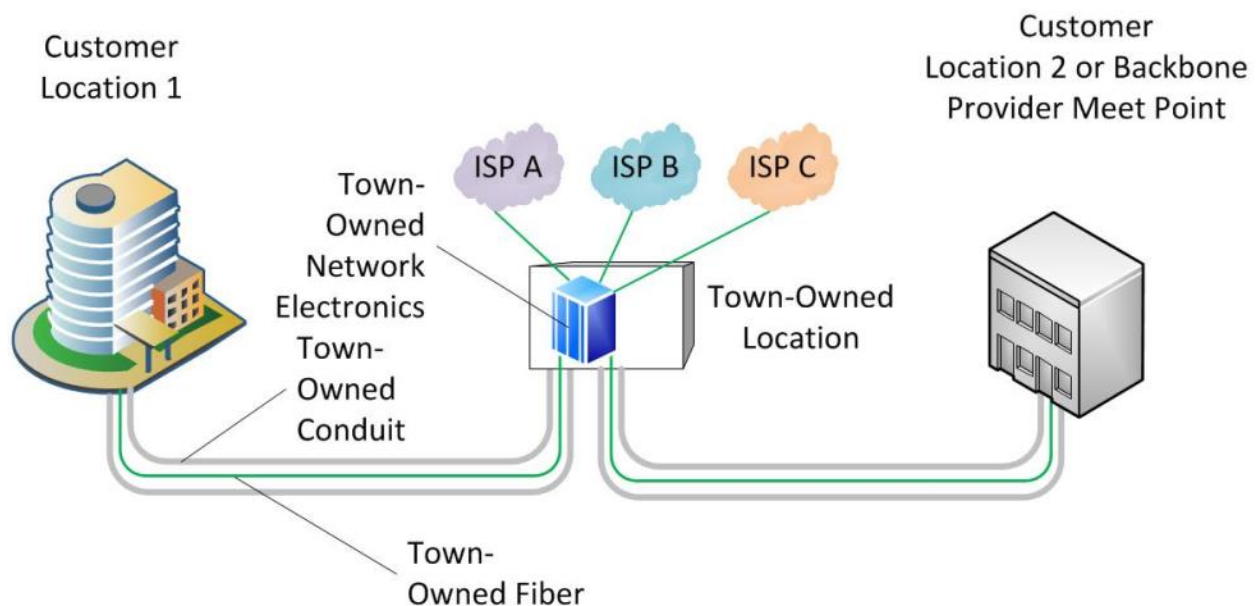 Customer
Location 1
Customer
Location 2 or Backbone
Provider Meet Point
ISP A
ISP B
ISP C
Town-
Owned
Network
Electronics
Town-Owned
Location
Town-
Owned
Conduit
Town-
Owned Fiber